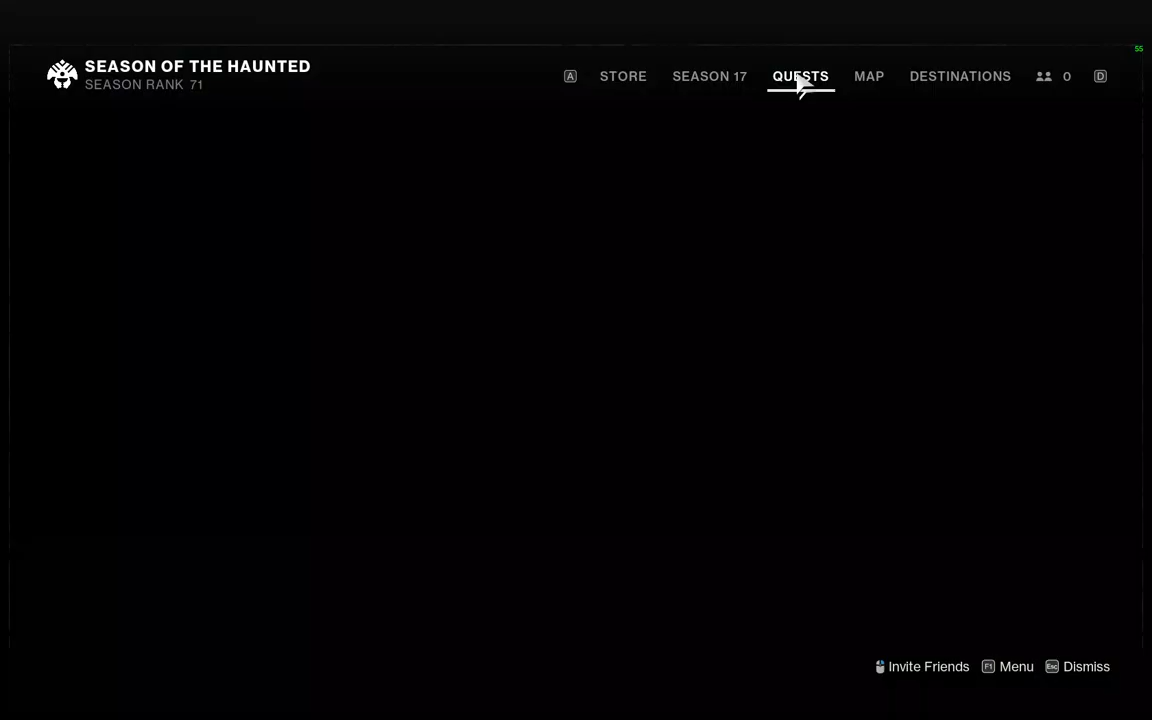 SEASON OF THE HAUNTED
SEASON RANK 71
A STORE SEASON 17 QUESTS MAP DESTINATIONS 0 D
55
Invite Friends F1 Menu Esc Dismiss